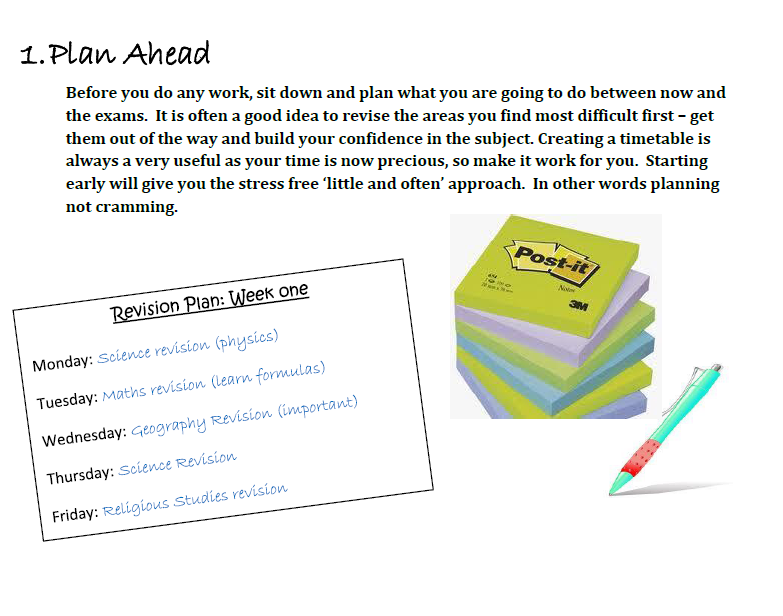 1. Plan Ahead
Before you do any work, sit down and plan what you are going to do between now and
the exams. It is often a good idea to revise the areas you find most difficult first – get
them out of the way and build your confidence in the subject. Creating a timetable is
always a very useful as your time is now precious, so make it work for you. Starting
early will give you the stress free ‘little and often’ approach. In other words planning
not cramming.
Post-it
Notes
3M
Revision Plan: Week one
Monday: Science revision (physics)
Tuesday: Maths revision (learn formulas)
Wednesday: Geography Revision (important)
Thursday: Science Revision
Friday: Religious Studies revision